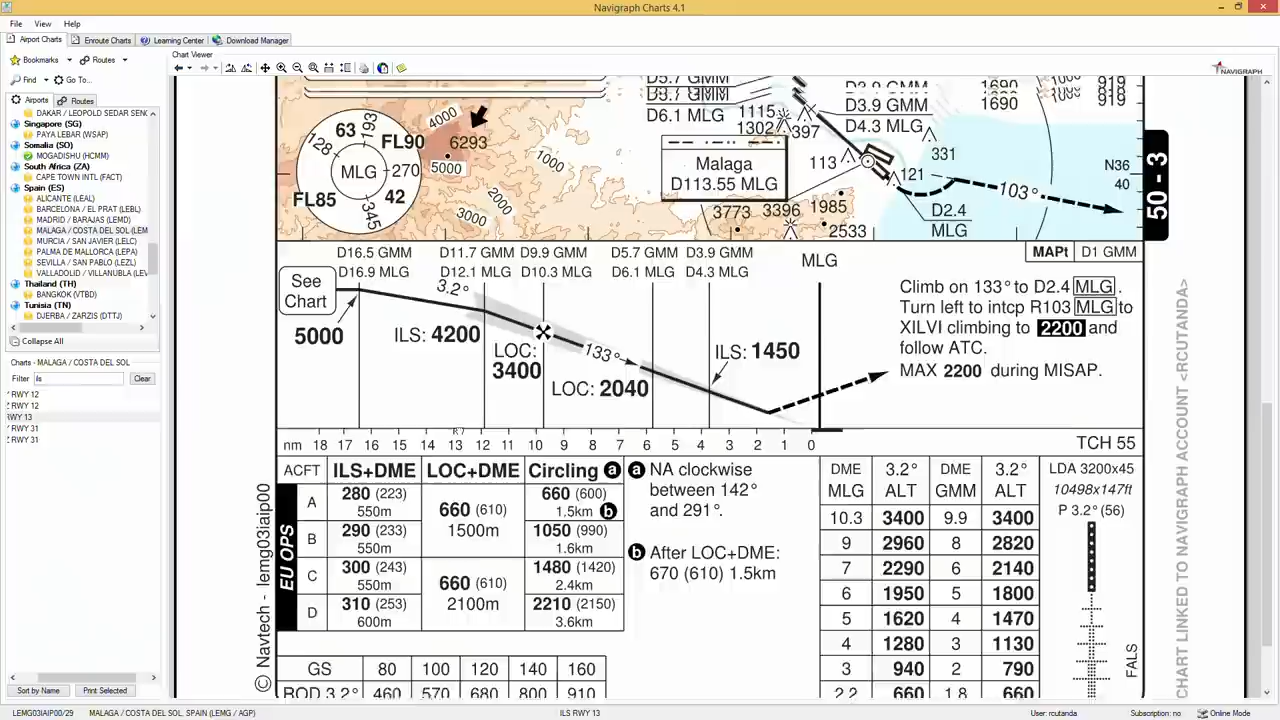 Navigraph Charts 4.1
File View Help
Airport Charts Enroute Charts Learning Center Download Manager
Bookmarks Routes
Find Go To...
Airports Routes
DAKAR / LEOPOLD SEDAR SEN
Singapore (SG)
PAYA LEBAR (WSAP)
Somalia (SO)
MOGADISHU (HCMM)
South Africa (ZA)
CAPE TOWN INTL (FACT)
Spain (ES)
ALICANTE (LEAL)
BARCELONA / EL PRAT (LEBL)
MADRID / BARAJAS (LEMD)
MALAGA / COSTA DEL SOL (LEM
MURCIA / SAN JAVIER (LELC)
PALMA DE MALLORCA (LEPA)
SEVILLA / SAN PABLO (LEZL)
VALLADOLID / VILLANUBLA (LEV
Thailand (TH)
BANGKOK (VTBD)
Tunisia (TN)
DJERBA / ZARZIS (DTTJ)
Collapse All
Charts - MALAGA / COSTA DEL SOL
Filter ils Clear
RWY 12
RWY 12
RWY 13
RWY 31
RWY 31
Sort by Name Print Selected
Chart Viewer
NAVIGRAPH
D5.7 GMM
D6.1 MLG
D3.9 GMM
D4.3 MLG
1690
1690
919
919
1115
1302
397
4000
6293
5000
1000
2000
3000
63
193
128
FL90
MLG
270
FL85
42
345
Malaga
D113.55 MLG
113
121
331
103°
D2.4
MLG
3773 3396 1985
2533
N36
40
50 - 3
D16.5 GMM D11.7 GMM D9.9 GMM D5.7 GMM D3.9 GMM
D16.9 MLG D12.1 MLG D10.3 MLG D6.1 MLG D4.3 MLG
MLG
MAPt D1 GMM
See
Chart
3.2°
5000
ILS: 4200
LOC:
3400
133°
LOC: 2040
ILS: 1450
Climb on 133° to D2.4 MLG.
Turn left to intcp R103 MLG to
XILVI climbing to 2200 and
follow ATC.
MAX 2200 during MISAP.
nm 18 17 16 15 14 13 12 11 10 9 8 7 6 5 4 3 2 1 0
TCH 55
ACFT ILS+DME LOC+DME Circling a
EU OPS
A 280 (223) 550m 660 (610) 1500m 660 (600) 1.5km b
B 290 (233) 550m 1050 (990) 1.6km
C 300 (243) 550m 660 (610) 2100m 1480 (1420) 2.4km
D 310 (253) 600m 2210 (2150) 3.6km
a NA clockwise
between 142°
and 291°.
b After LOC+DME:
670 (610) 1.5km
DME 3.2° DME 3.2°
MLG ALT GMM ALT
10.3 3400 9.9 3400
9 2960 8 2820
7 2290 6 2140
6 1950 5 1800
5 1620 4 1470
4 1280 3 1130
3 940 2 790
2.2 660 1.8 660
LDA 3200x45
10498x147ft
P 3.2° (56)
FALS
GS 80 100 120 140 160
ROD 3.2° 460 570 680 800 910
© Navtech - lemg03iaip00
CHART LINKED TO NAVIGRAPH ACCOUNT <RCUTANDA>
LEMG03IAIP00/29 MALAGA / COSTA DEL SOL, SPAIN (LEMG / AGP) ILS RWY 13 User: rcutanda Subscription: no Online Mode